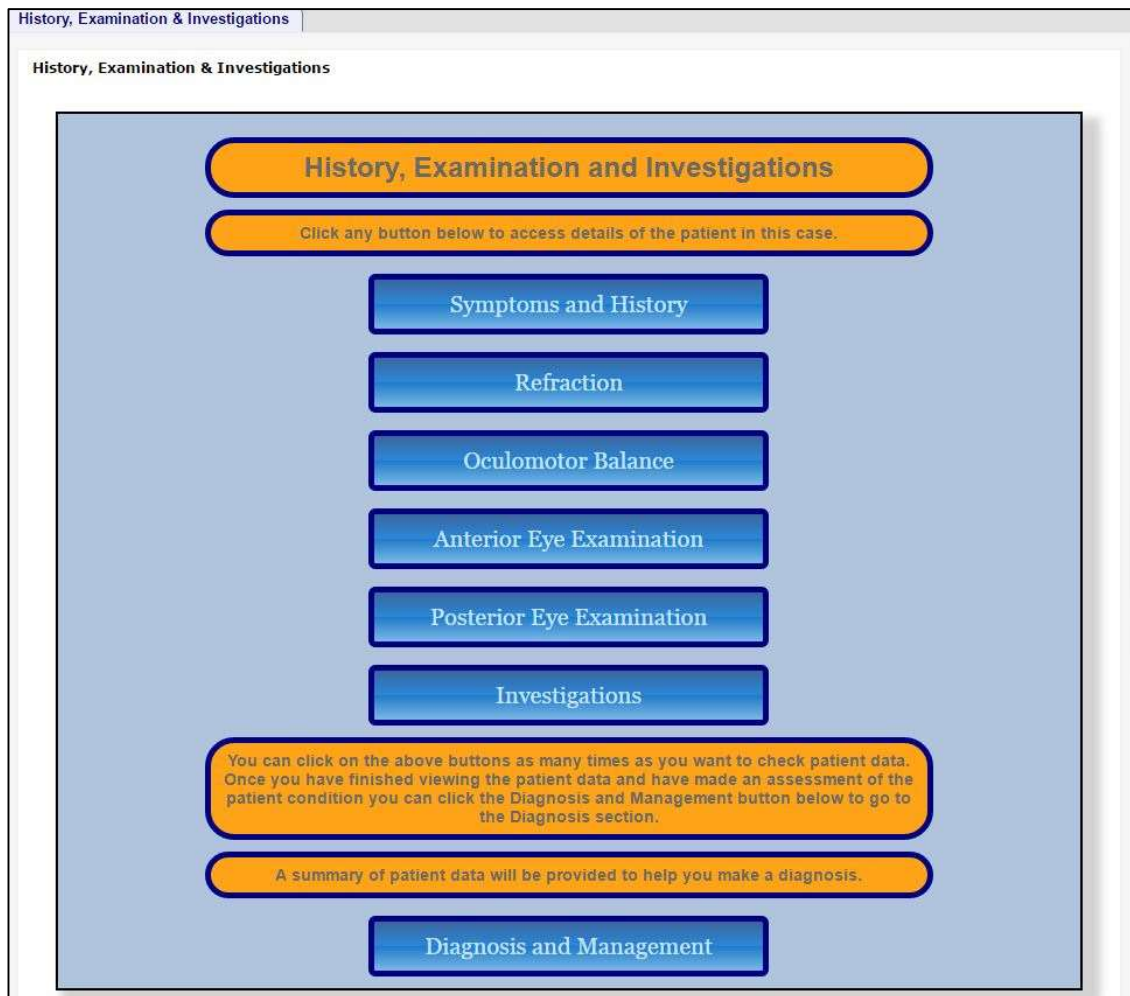 History, Examination & Investigations
History, Examination & Investigations
History, Examination and Investigations
Click any button below to access details of the patient in this case.
Symptoms and History
Refraction
Oculomotor Balance
Anterior Eye Examination
Posterior Eye Examination
Investigations
You can click on the above buttons as many times as you want to check patient data.
Once you have finished viewing the patient data and have made an assessment of the
patient condition you can click the Diagnosis and Management button below to go to
the Diagnosis section.
A summary of patient data will be provided to help you make a diagnosis.
Diagnosis and Management